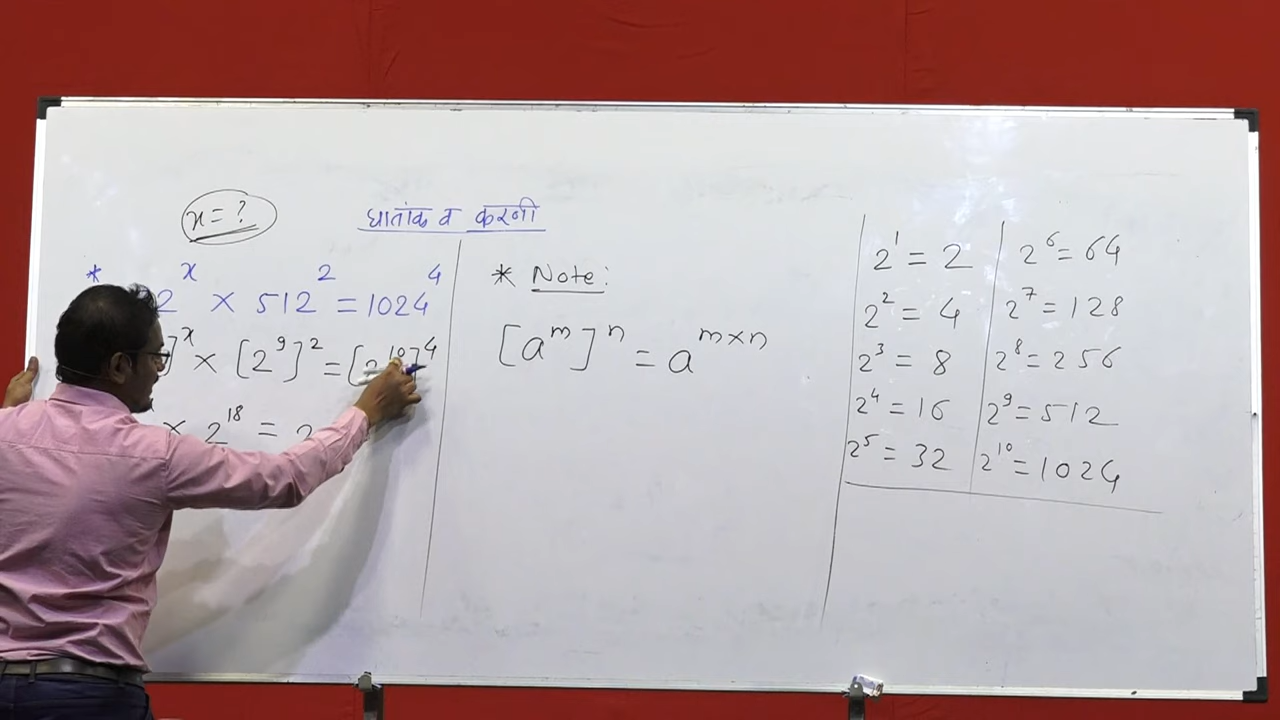 x = ?
घातांक व करणी
* 2^x × 512^2 = 1024^4
]^x × [2^9]^2 = [2^10]^4
× 2^18 = 2
* Note:
[a^m]^n = a^m×n
2^1 = 2
2^2 = 4
2^3 = 8
2^4 = 16
2^5 = 32
2^6 = 64
2^7 = 128
2^8 = 256
2^9 = 512
2^10 = 1024